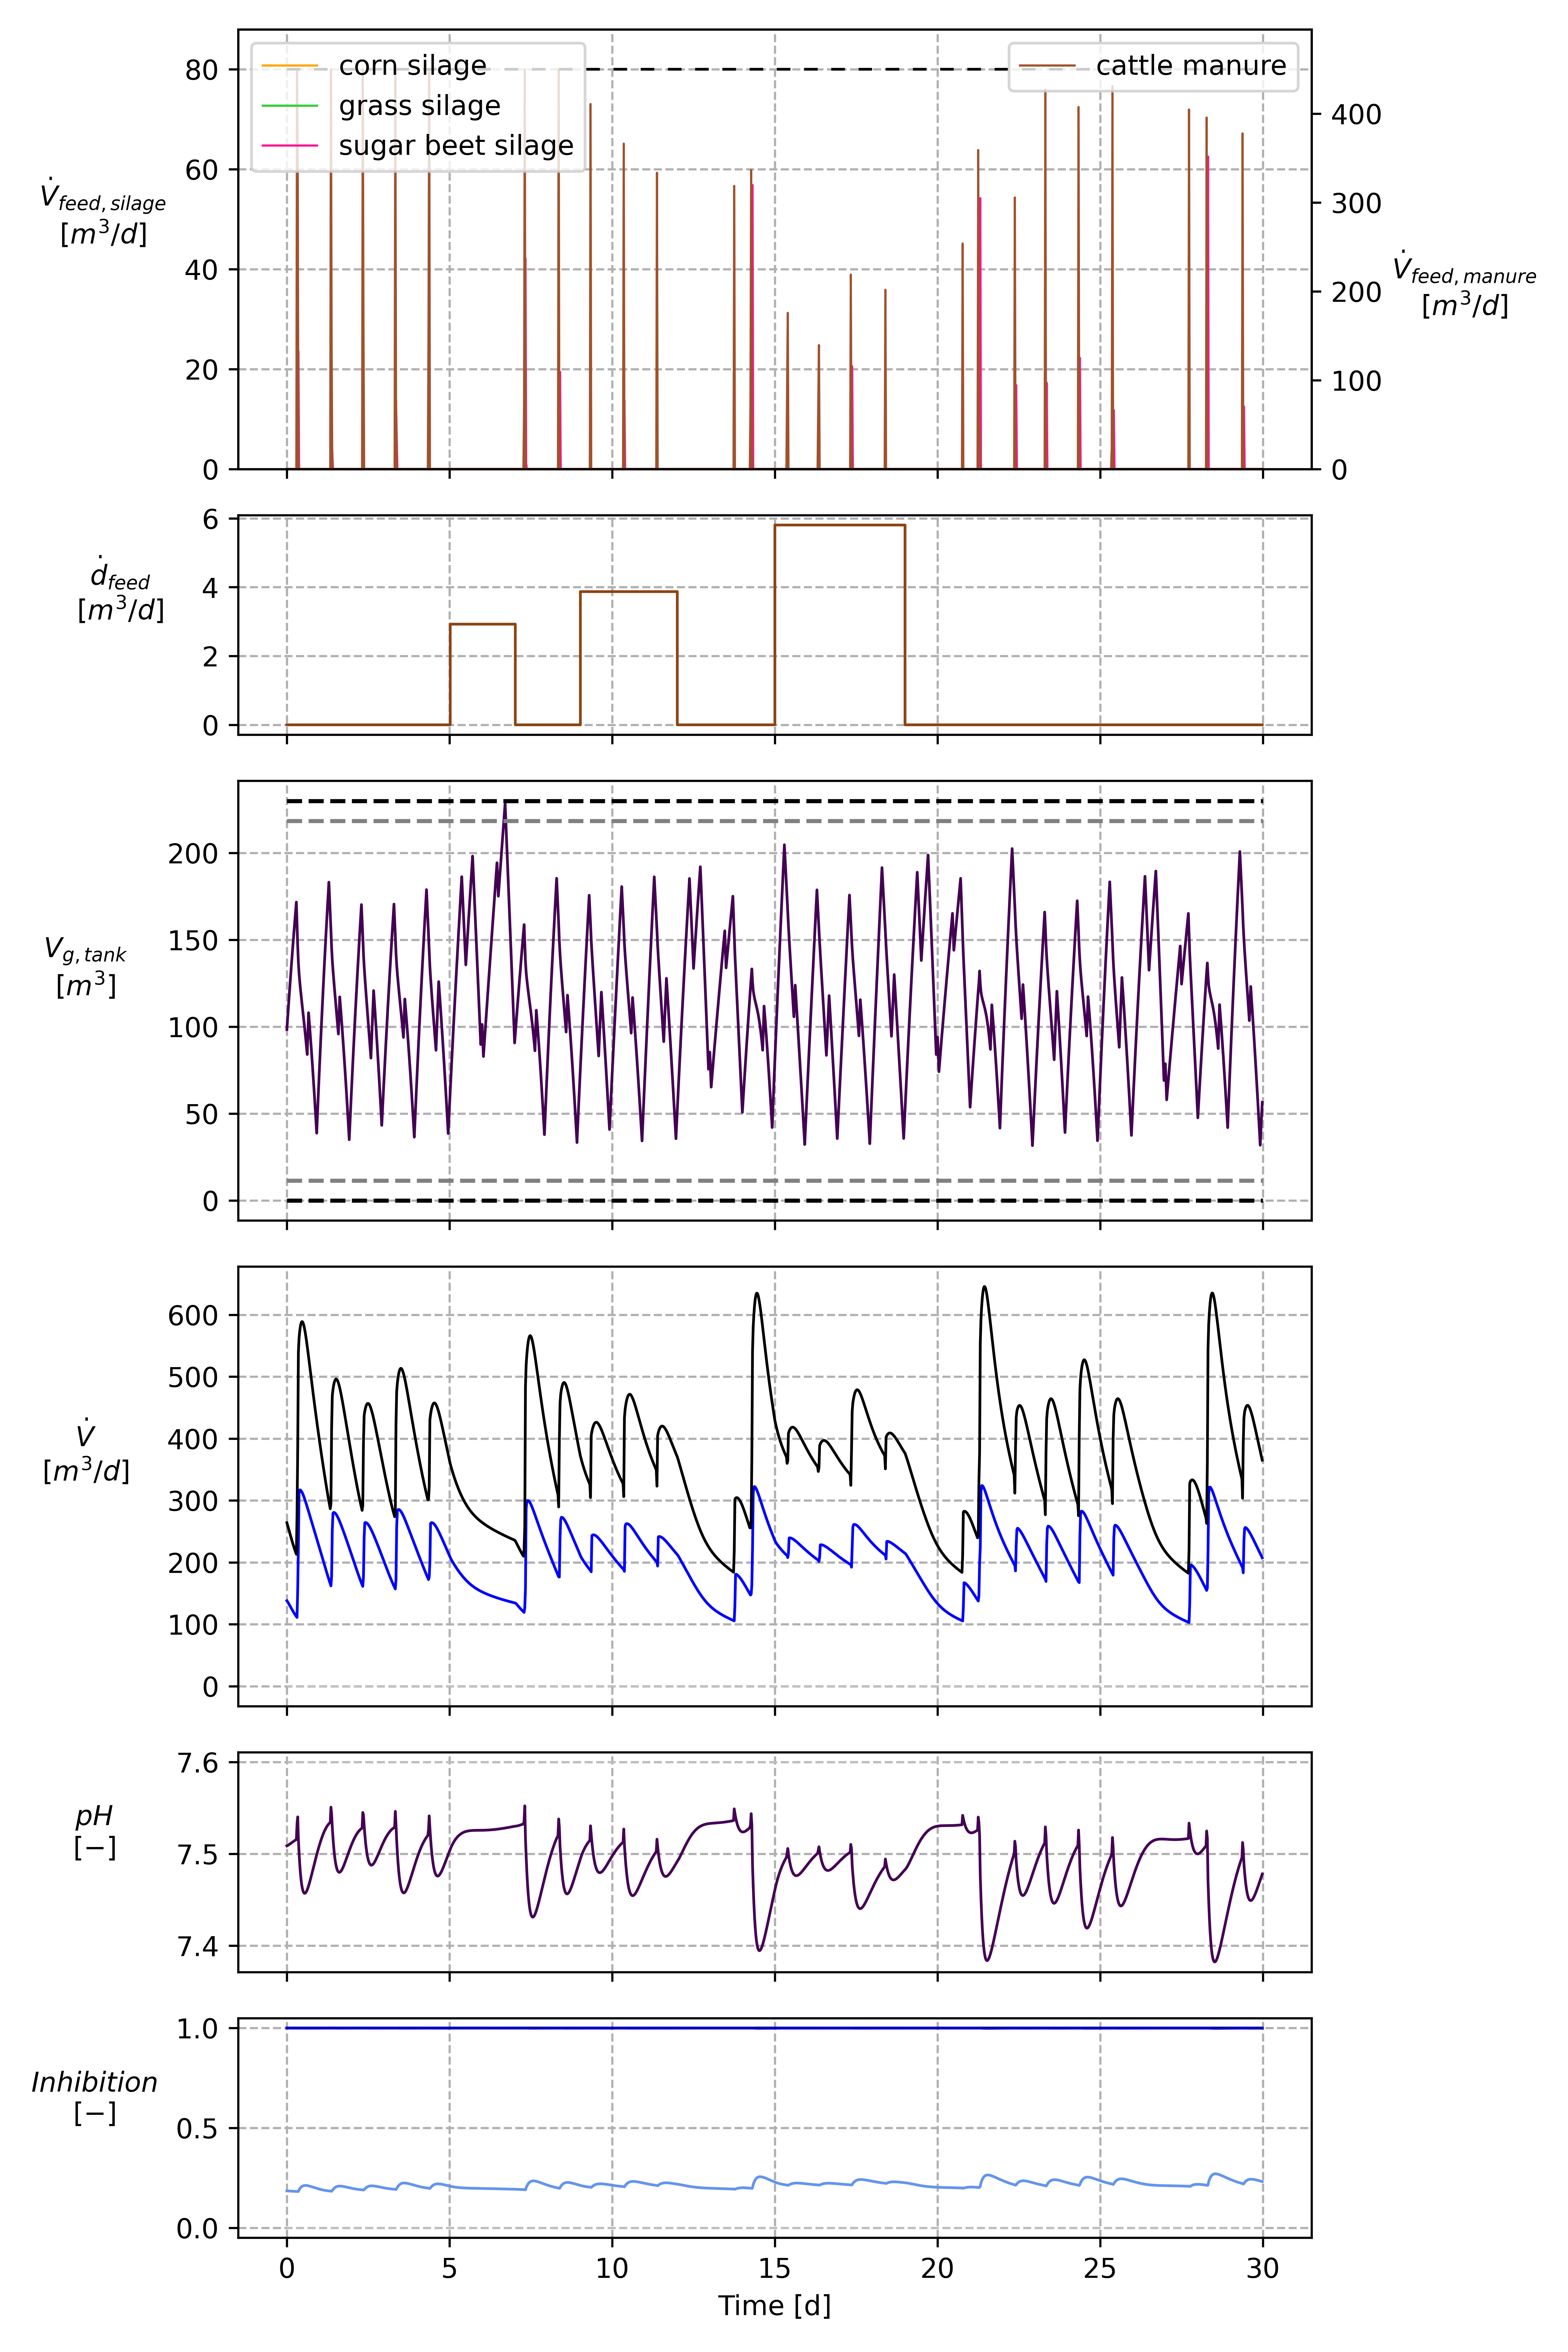 corn silage
grass silage
sugar beet silage
cattle manure
V̇feed, silage
[m³/d]
80
60
40
20
0
400
300
200
100
0
V̇feed, manure
[m³/d]
ḋfeed
[m³/d]
6
4
2
0
Vg, tank
[m³]
200
150
100
50
0
V̇
[m³/d]
600
500
400
300
200
100
0
pH
[−]
7.6
7.5
7.4
Inhibition
[−]
1.0
0.5
0.0
0 5 10 15 20 25 30
Time [d]